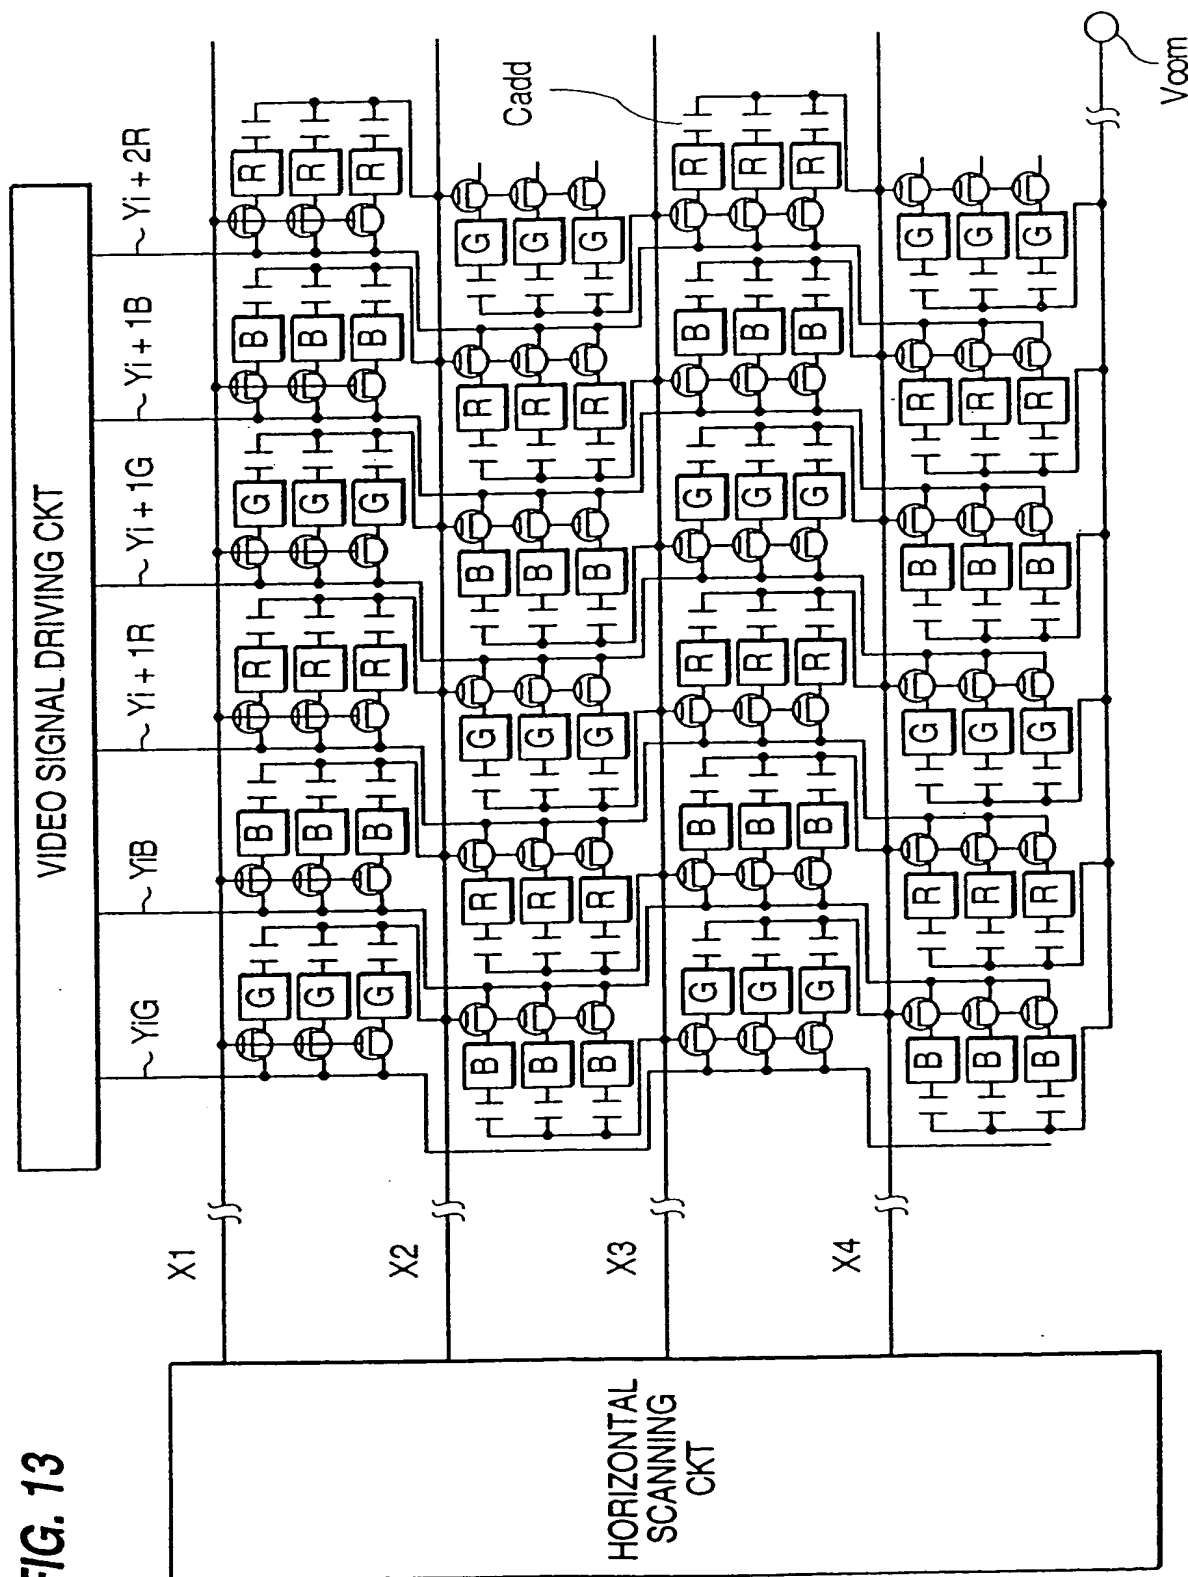 FIG. 13
VIDEO SIGNAL DRIVING CKT
YiG YiB Yi + 1R Yi + 1G Yi + 1B Yi + 2R
X1
G B R G B R
G B R G B R
G B R G B R
X2
B R G B R G
Cadd
B R G B R G
B R G B R G
X3
HORIZONTAL
SCANNING
CKT
G B R G B R
G B R G B R
G B R G B R
X4
B R G B R G
B R G B R G
B R G B R G
Vcom